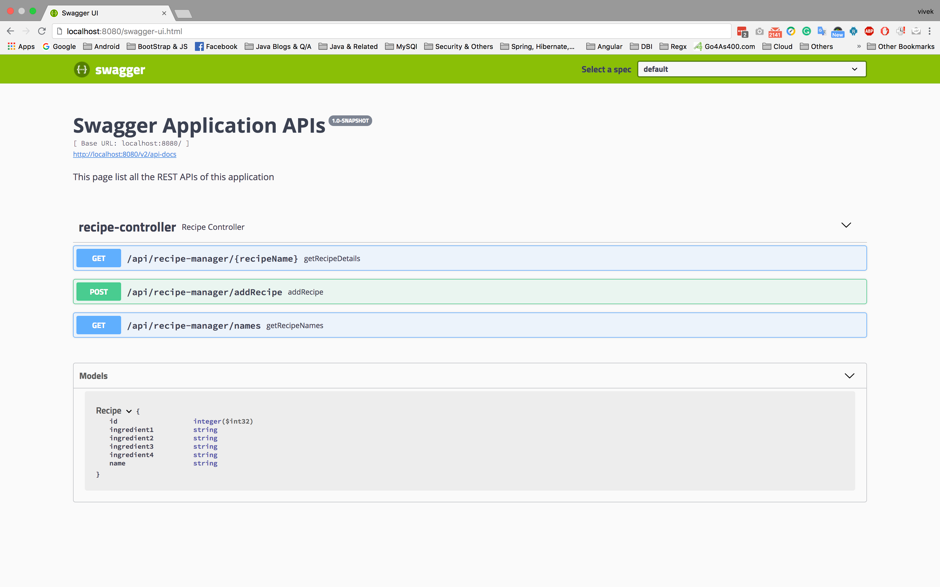 Swagger UI
vivek
localhost:8080/swagger-ui.html
Apps Google Android BootStrap & JS Facebook Java Blogs & Q/A Java & Related MySQl Security & Others Spring, Hibernate,... Angular DBI Regx Go4As400.com Cloud Others » Other Bookmarks
swagger Select a spec default
Swagger Application APIs 1.0-SNAPSHOT
[ Base URL: localhost:8080/ ]
http://localhost:8080/v2/api-docs
This page list all the REST APIs of this application
recipe-controller Recipe Controller
GET /api/recipe-manager/{recipeName} getRecipeDetails
POST /api/recipe-manager/addRecipe addRecipe
GET /api/recipe-manager/names getRecipeNames
Models
Recipe {
id integer($int32)
ingredient1 string
ingredient2 string
ingredient3 string
ingredient4 string
name string
}